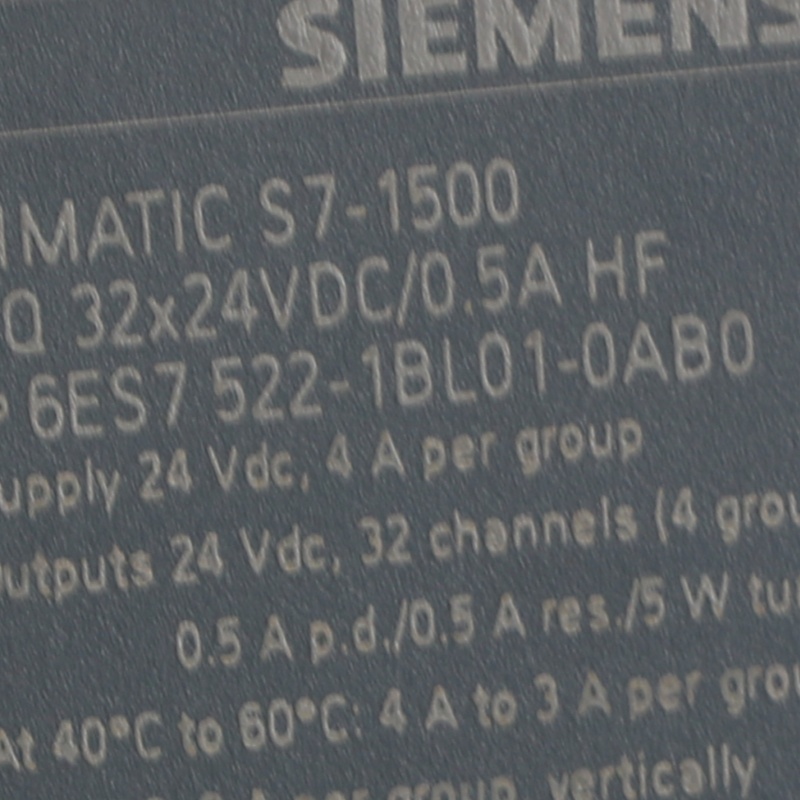 SIEMENS
IMATIC S7-1500
Q 32x24VDC/0.5A HF
P 6ES7 522-1BL01-0AB0
upply 24 Vdc, 4 A per group
utputs 24 Vdc, 32 channels (4 grou
0.5 A p.d./0.5 A res./5 W tu
At 40°C to 60°C: 4 A to 3 A per grou
A per group, vertically